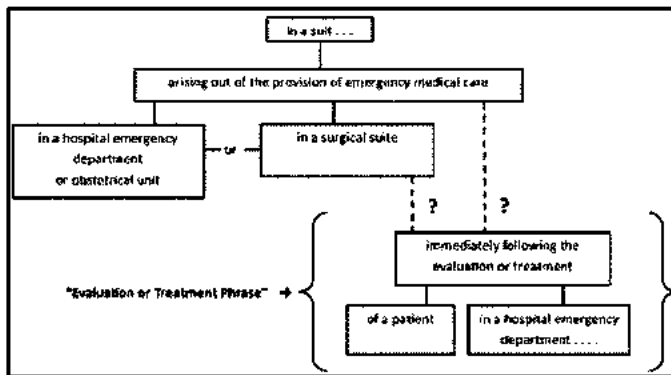 in a suit . . .
arising out of the provision of emergency medical care
in a hospital emergency
department
or obstetrical unit
or
in a surgical suite
?
?
immediately following the
evaluation or treatment
"Evaluation or Treatment Phrase"
of a patient
in a hospital emergency
department . . . .